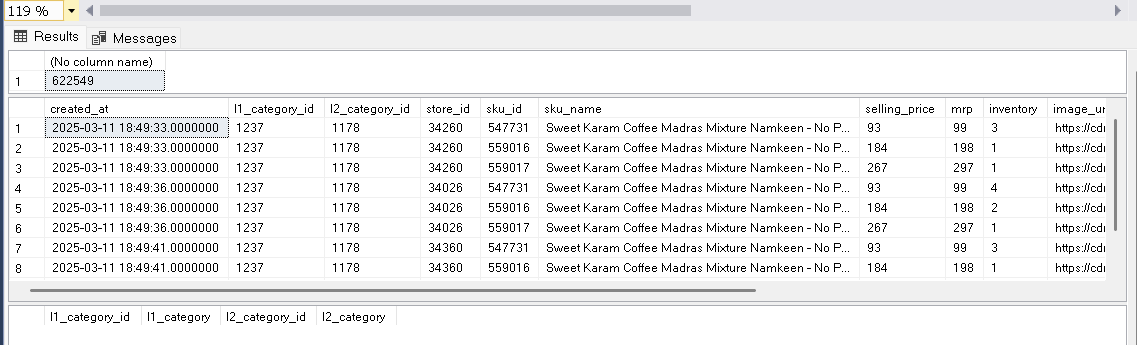 119 %
Results Messages
(No column name)
1 622549
created_at l1_category_id l2_category_id store_id sku_id sku_name selling_price mrp inventory image_ur
1 2025-03-11 18:49:33.0000000 1237 1178 34260 547731 Sweet Karam Coffee Madras Mixture Namkeen - No P... 93 99 3 https://cdr
2 2025-03-11 18:49:33.0000000 1237 1178 34260 559016 Sweet Karam Coffee Madras Mixture Namkeen - No P... 184 198 1 https://cdr
3 2025-03-11 18:49:33.0000000 1237 1178 34260 559017 Sweet Karam Coffee Madras Mixture Namkeen - No P... 267 297 1 https://cdr
4 2025-03-11 18:49:36.0000000 1237 1178 34026 547731 Sweet Karam Coffee Madras Mixture Namkeen - No P... 93 99 4 https://cdr
5 2025-03-11 18:49:36.0000000 1237 1178 34026 559016 Sweet Karam Coffee Madras Mixture Namkeen - No P... 184 198 2 https://cdr
6 2025-03-11 18:49:36.0000000 1237 1178 34026 559017 Sweet Karam Coffee Madras Mixture Namkeen - No P... 267 297 1 https://cdr
7 2025-03-11 18:49:41.0000000 1237 1178 34360 547731 Sweet Karam Coffee Madras Mixture Namkeen - No P... 93 99 3 https://cdr
8 2025-03-11 18:49:41.0000000 1237 1178 34360 559016 Sweet Karam Coffee Madras Mixture Namkeen - No P... 184 198 1 https://cdr
l1_category_id l1_category l2_category_id l2_category